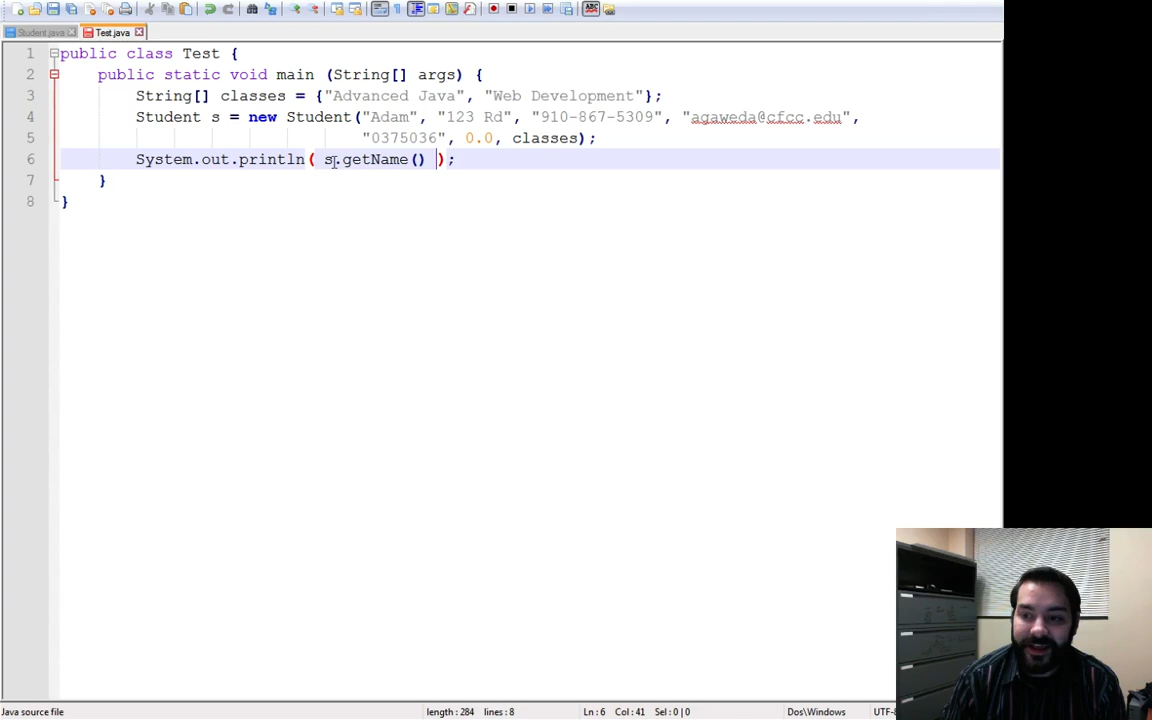 Student.java
Test.java
1 public class Test {
2 public static void main (String[] args) {
3 String[] classes = {"Advanced Java", "Web Development"};
4 Student s = new Student("Adam", "123 Rd", "910-867-5309", "agaweda@cfcc.edu",
5 "0375036", 0.0, classes);
6 System.out.println( s.getName() );
7 }
8 }
Java source file length : 284 lines : 8 Ln : 6 Col : 41 Sel : 0 | 0 Dos\Windows UTF-8